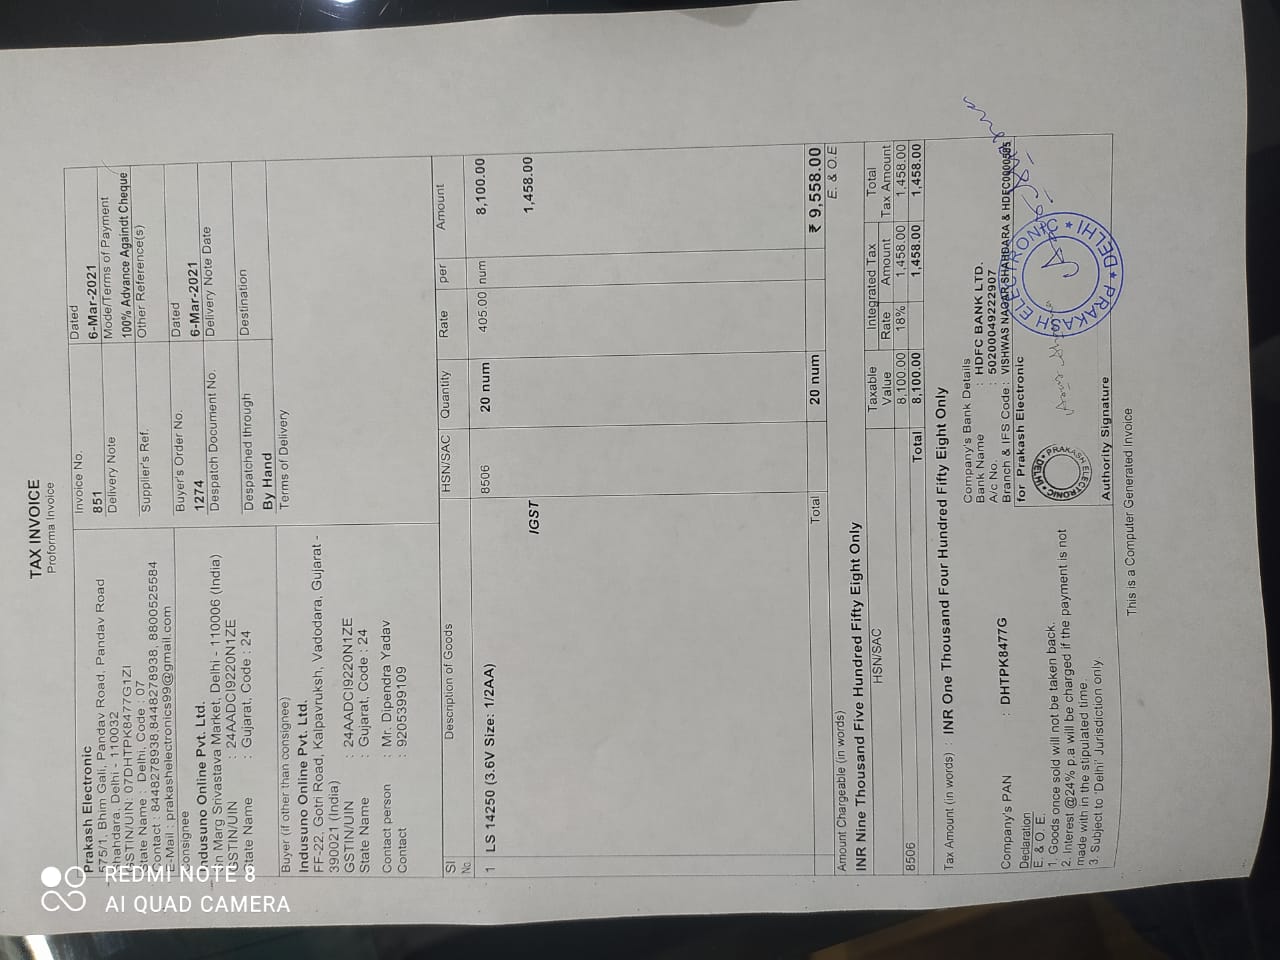 TAX INVOICE
Proforma Invoice
Prakash Electronic
575/1, Bhim Gali, Pandav Road, Pandav Road
Shahdara, Delhi - 110032
GSTIN/UIN: 07DHTPK8477G1ZI
State Name : Delhi, Code : 07
Contact : 8448278938,8448278938, 8800525584
E-Mail : prakashelectronics99@gmail.com
Consignee
Indusuno Online Pvt. Ltd.
n Marg Srivastava Market, Delhi - 110006 (India)
GSTIN/UIN : 24AADCI9220N1ZE
State Name : Gujarat, Code : 24
Buyer (if other than consignee)
Indusuno Online Pvt. Ltd.
FF-22, Gotri Road, Kalpavruksh, Vadodara, Gujarat -
390021 (India)
GSTIN/UIN : 24AADCI9220N1ZE
State Name : Gujarat, Code : 24
Contact person : Mr. Dipendra Yadav
Contact : 9205399109
Invoice No. Dated
851 6-Mar-2021
Delivery Note Mode/Terms of Payment
100% Advance Againdt Cheque
Supplier's Ref. Other Reference(s)
Buyer's Order No. Dated
1274 6-Mar-2021
Despatch Document No. Delivery Note Date
Despatched through Destination
By Hand
Terms of Delivery
Sl No. Description of Goods HSN/SAC Quantity Rate per Amount
1 LS 14250 (3.6V Size: 1/2AA) 8506 20 num 405.00 num 8,100.00
IGST 1,458.00
Total 20 num ₹ 9,558.00
Amount Chargeable (in words) E. & O.E
INR Nine Thousand Five Hundred Fifty Eight Only
HSN/SAC Taxable Value Integrated Tax Rate Amount Total Tax Amount
8506 8,100.00 18% 1,458.00 1,458.00
Total 8,100.00 1,458.00 1,458.00
Tax Amount (in words) : INR One Thousand Four Hundred Fifty Eight Only
Company's Bank Details
Bank Name : HDFC BANK LTD.
A/c No. : 50200049222907
Branch & IFS Code : VISHWAS NAGAR SHAHDARA & HDFC0000585
Company's PAN : DHTPK8477G
Declaration
E. & O. E.
1. Goods once sold will not be taken back.
2. Interest @24% p.a will be charged if the payment is not
made with in the stipulated time.
3. Subject to 'Delhi' Jurisdiction only.
for Prakash Electronic
PRAKASH ELECTRONIC DELHI
PRAKASH ELECTRONIC DELHI
Authority Signature
This is a Computer Generated Invoice
REDMI NOTE 8
AI QUAD CAMERA